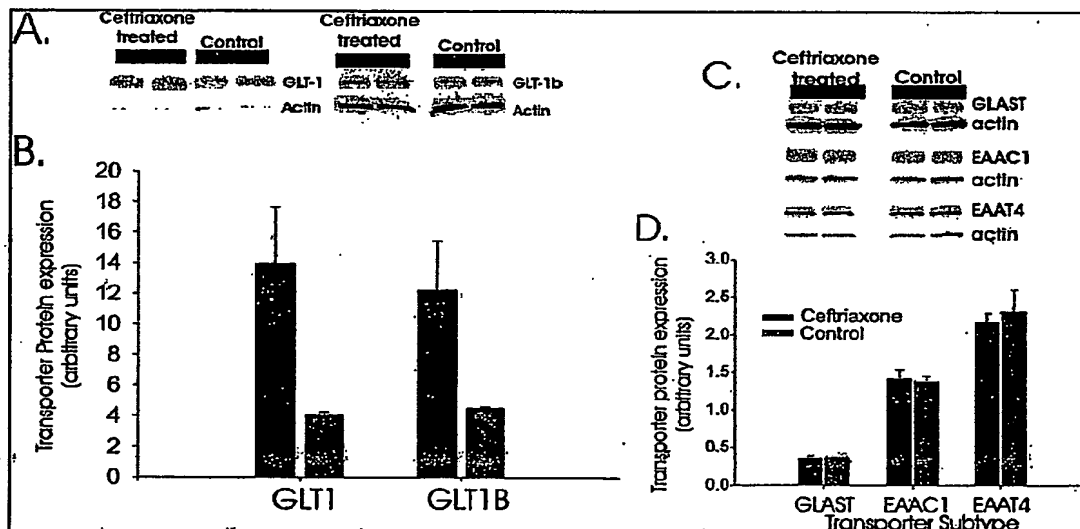 A.
Ceftriaxone treated
Control
GLT-1
Actin
Ceftriaxone treated
Control
GLT-1b
Actin
B.
Transporter Protein expression
(arbitrary units)
20
18
16
14
12
10
8
6
4
2
0
GLT1
GLT1B
C.
Ceftriaxone treated
Control
GLAST
actin
EAAC1
actin
EAAT4
actin
D.
Transporter protein expression
(arbitrary units)
3.0
2.5
2.0
1.5
1.0
0.5
0.0
Ceftriaxone
Control
GLAST
EAAC1
EAAT4
Transporter Subtype